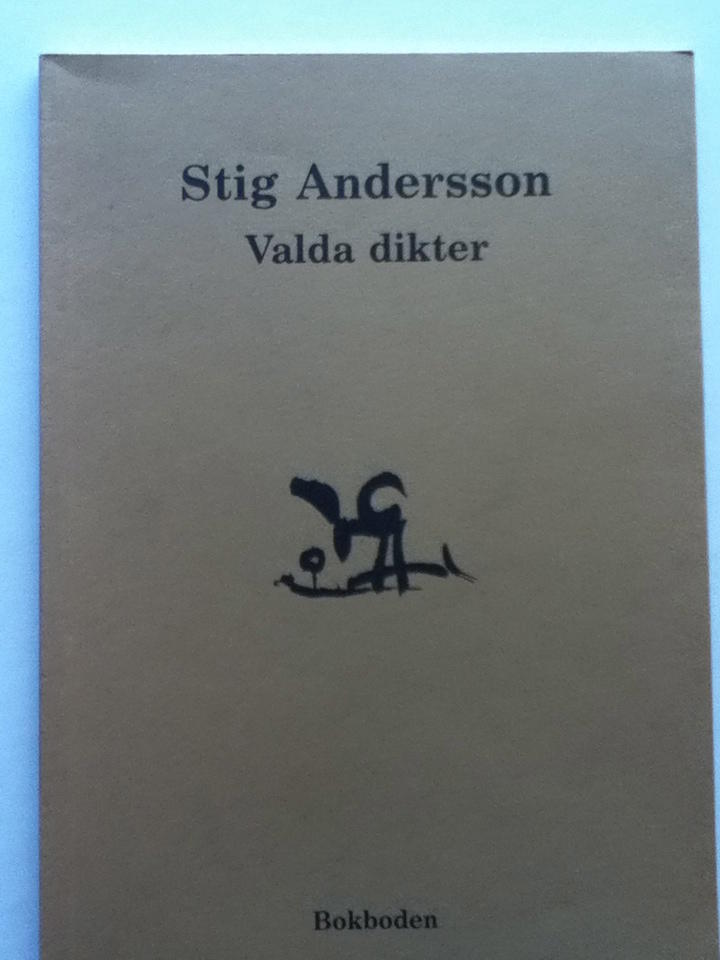 Stig Andersson
Valda dikter
Bokboden